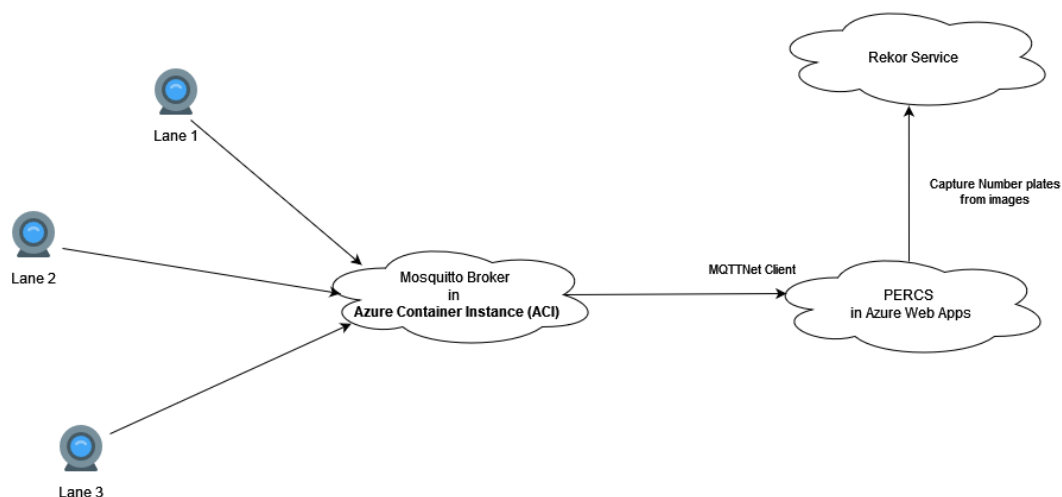 Rekor Service
Lane 1
Capture Number plates
from images
Lane 2
Mosquitto Broker
in
Azure Container Instance (ACI)
MQTTNet Client
PERCS
in Azure Web Apps
Lane 3